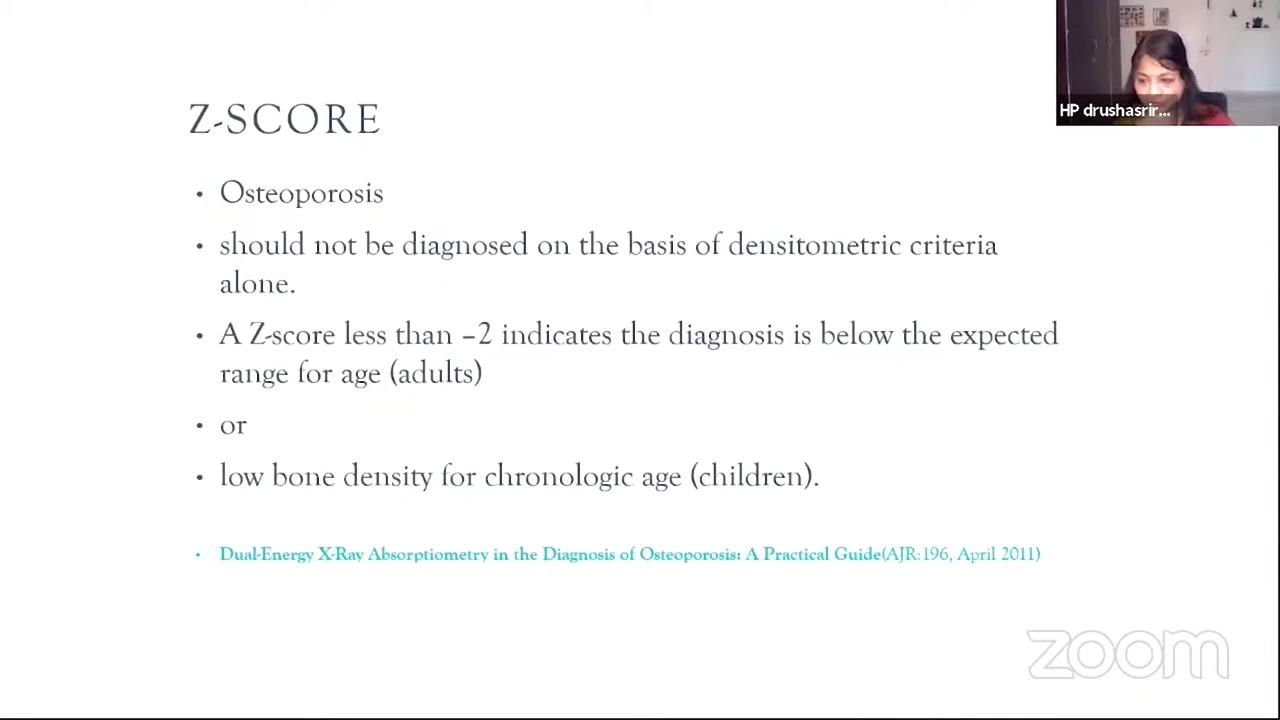 HP drushasrir...
Z-SCORE
• Osteoporosis
• should not be diagnosed on the basis of densitometric criteria
alone.
• A Z-score less than –2 indicates the diagnosis is below the expected
range for age (adults)
• or
• low bone density for chronologic age (children).
• Dual-Energy X-Ray Absorptiometry in the Diagnosis of Osteoporosis: A Practical Guide(AJR:196, April 2011)
zoom